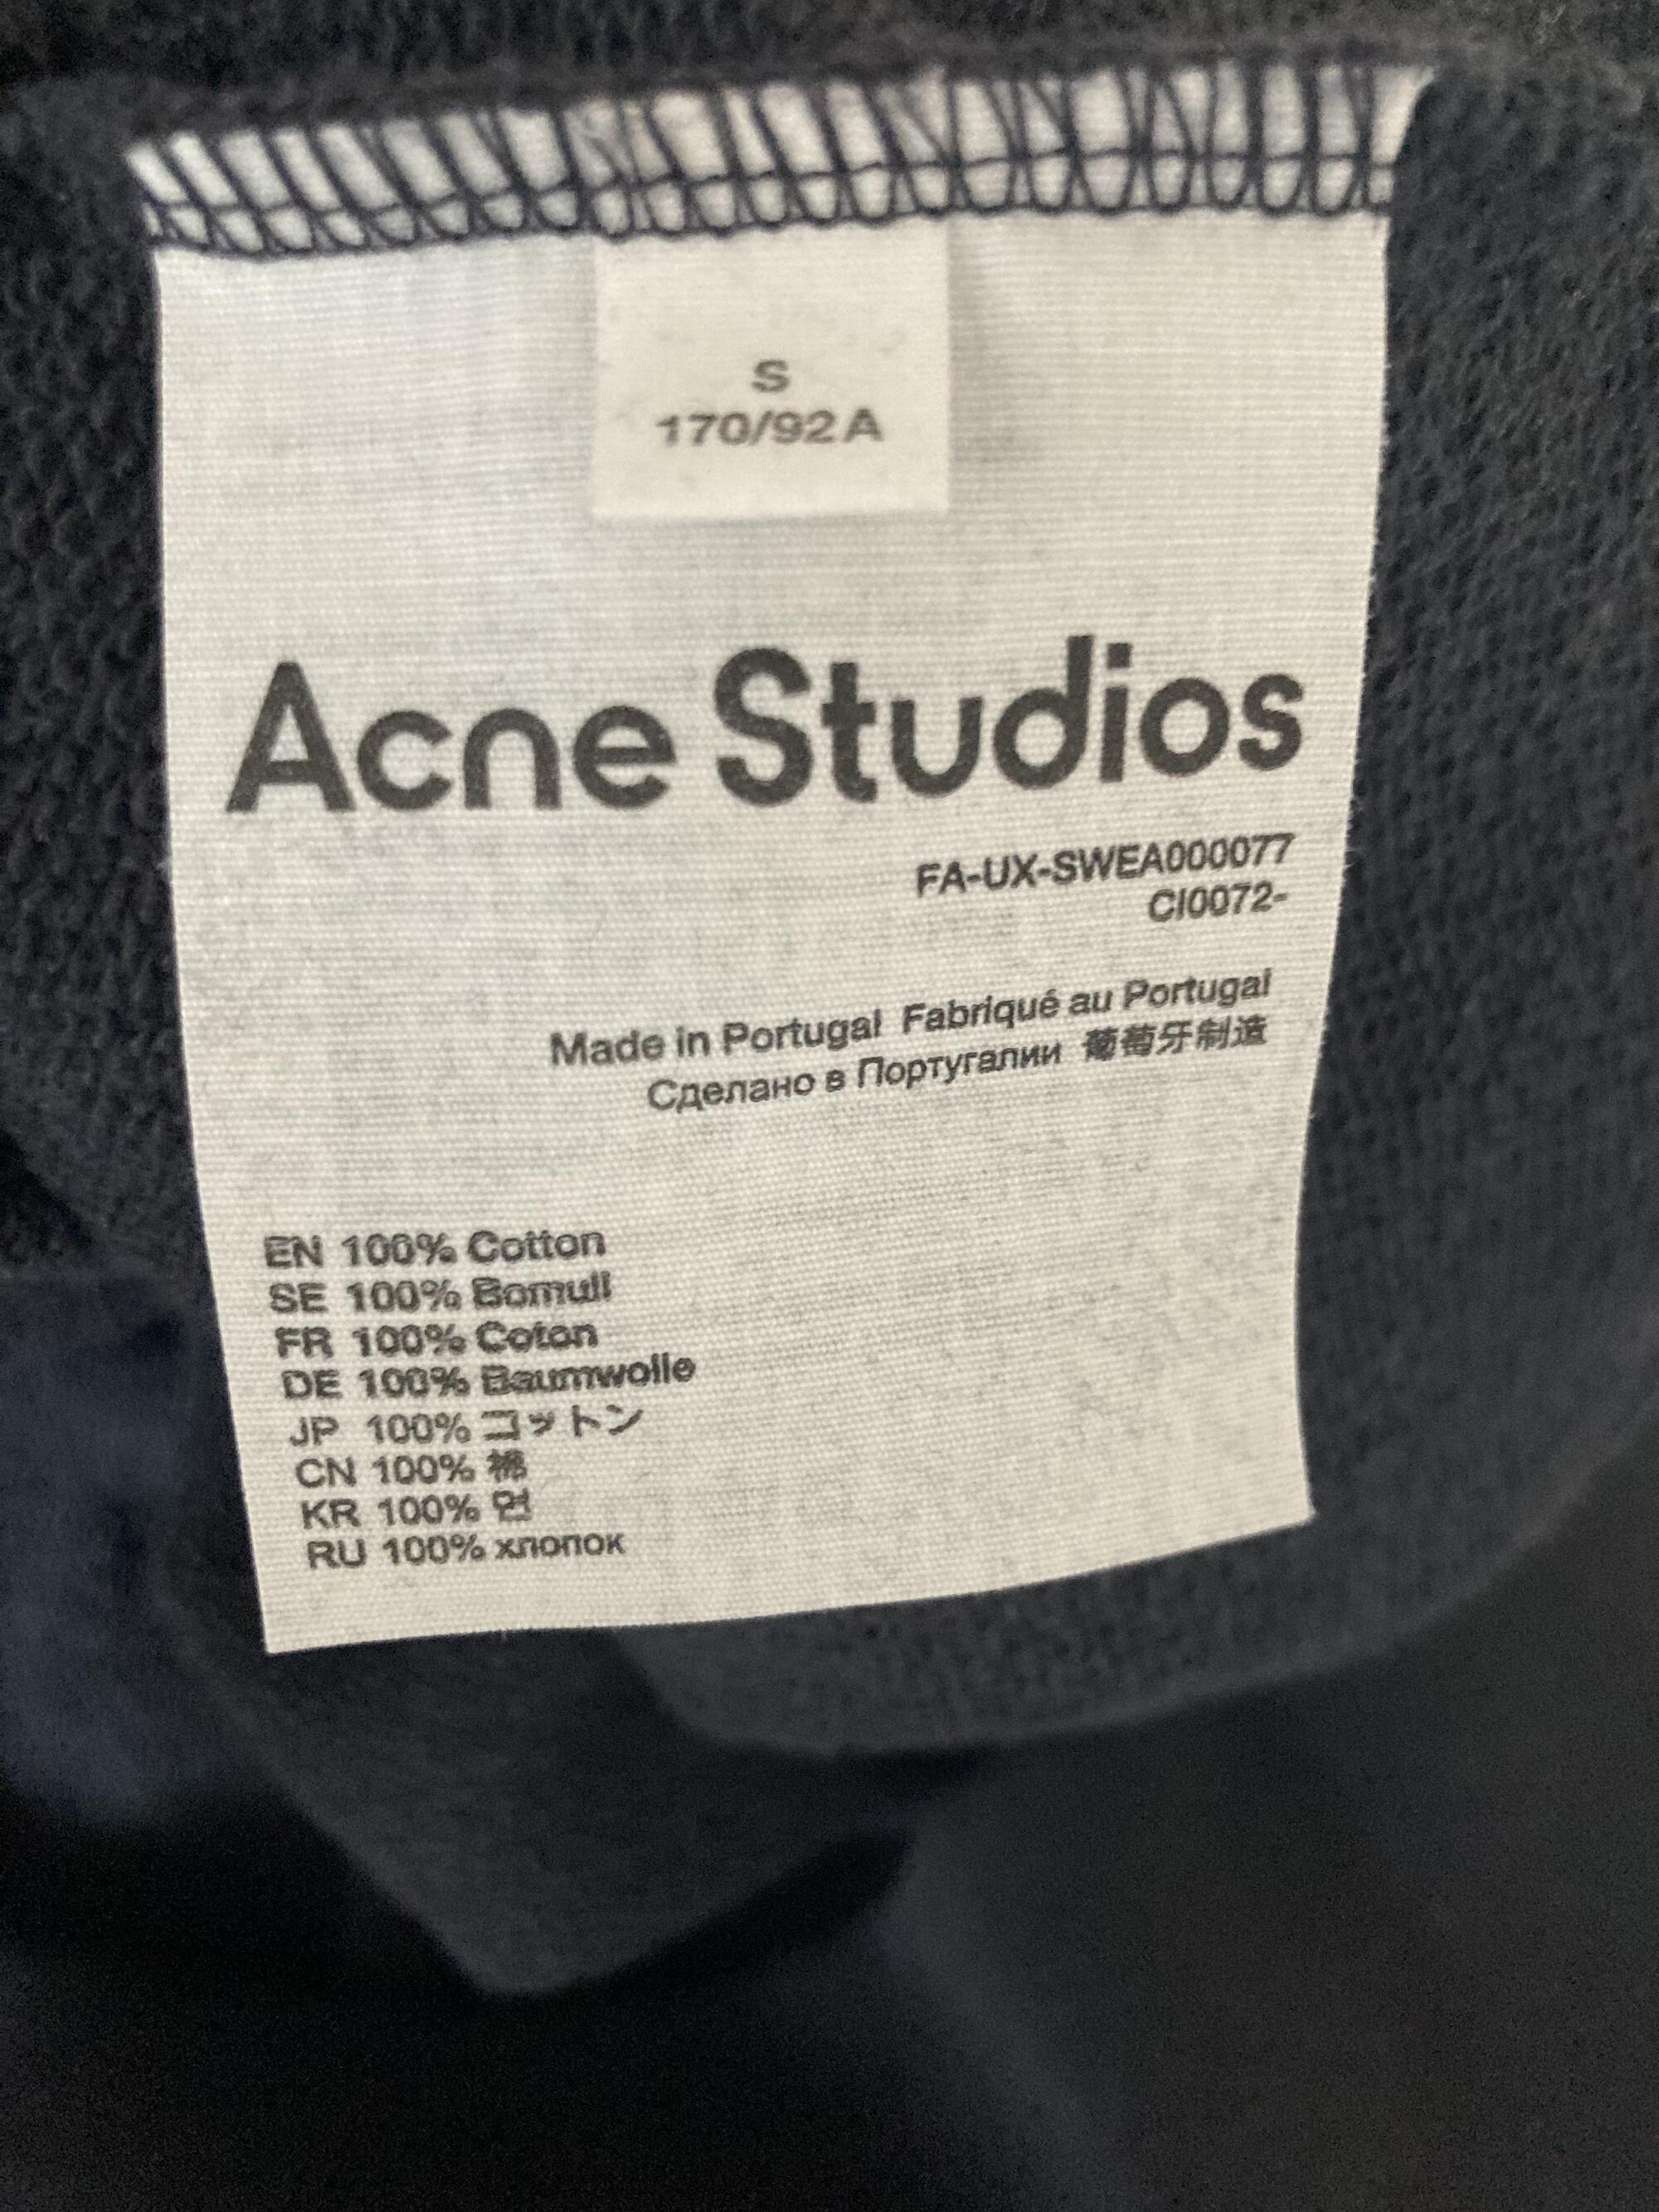 S
170/92A
Acne Studios
FA-UX-SWEA000077
CI0072-
Made in Portugal Fabriqué au Portugal
Сделано в Португалии 葡萄牙制造
EN 100% Cotton
SE 100% Bomull
FR 100% Coton
DE 100% Baumwolle
JP 100% コットン
CN 100% 棉
KR 100% 면
RU 100% хлопок